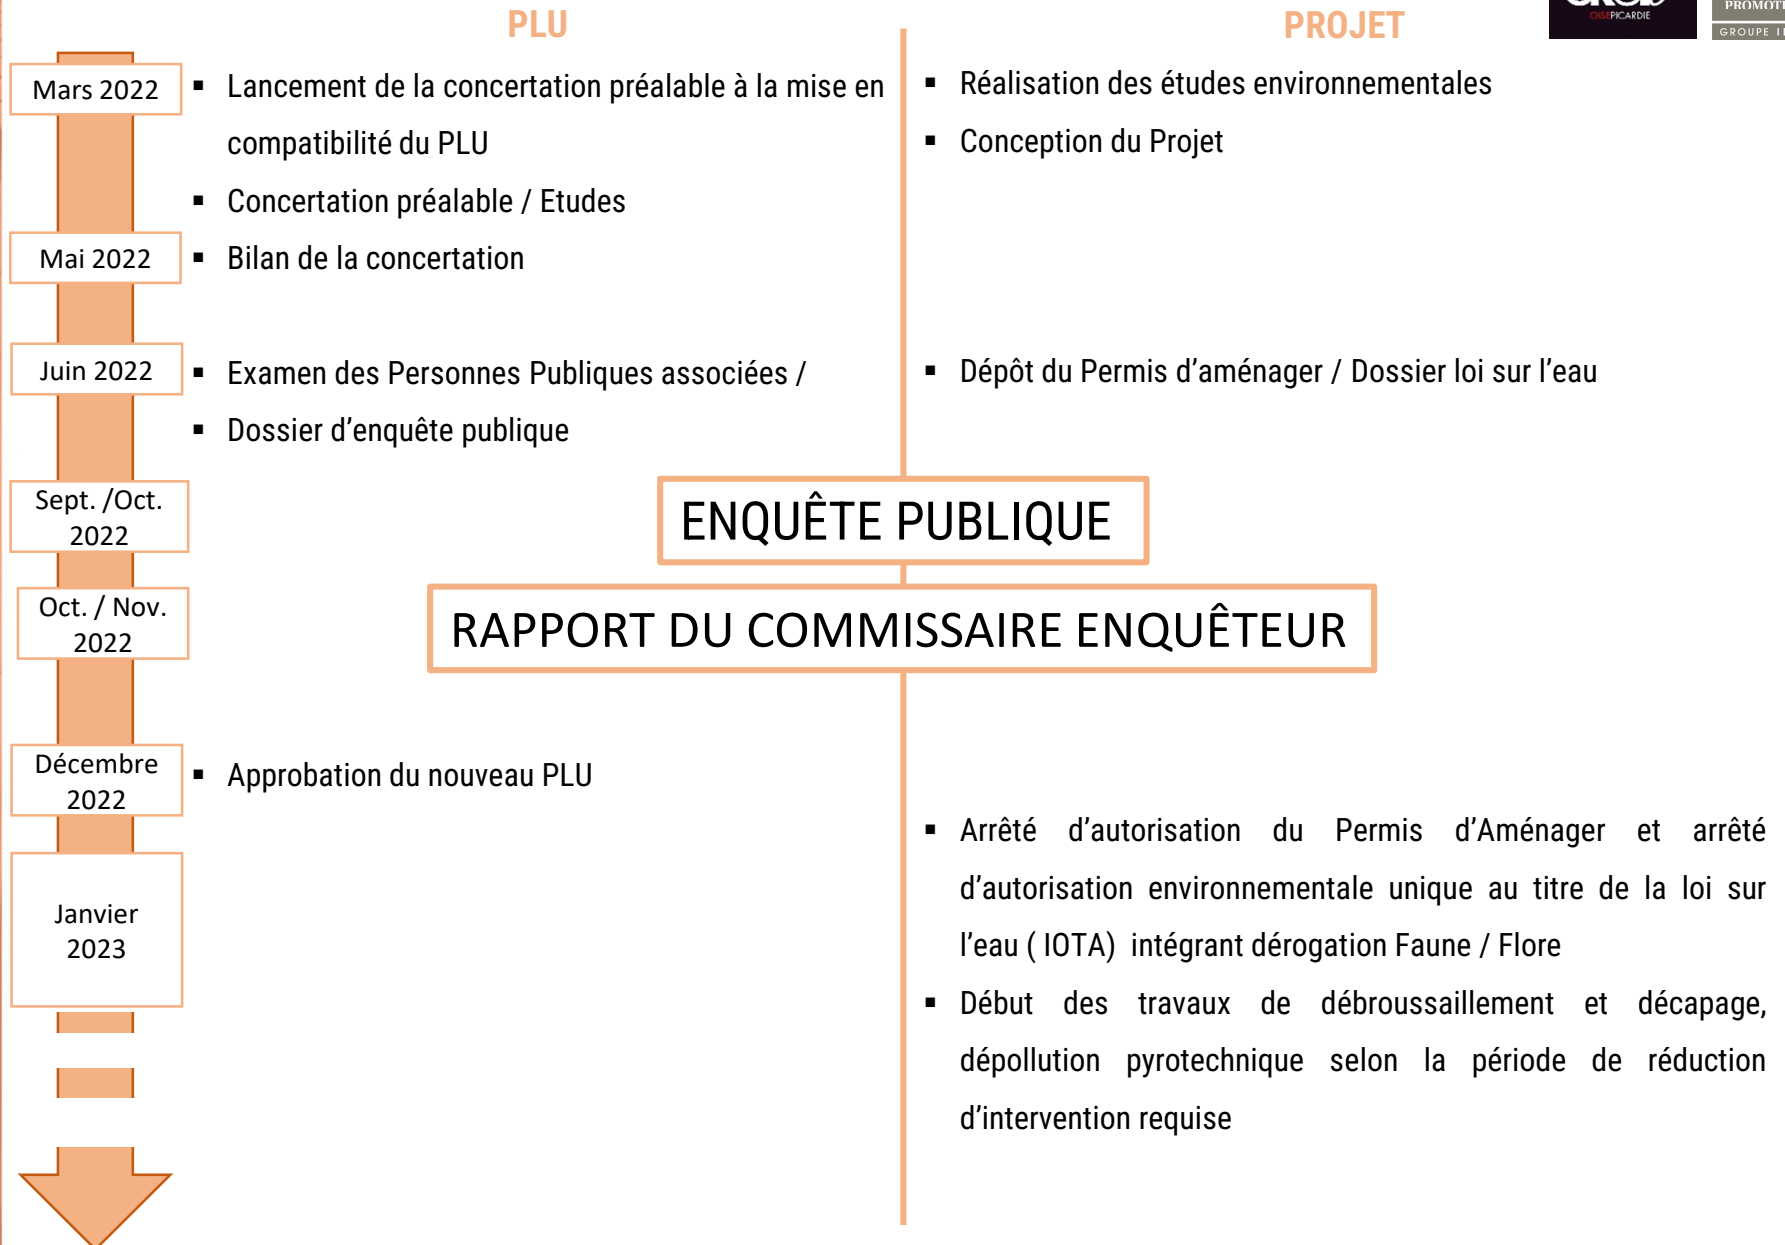 PLU
PROJET
OISEPICARDIE
Mars 2022
▪ Lancement de la concertation préalable à la mise en
compatibilité du PLU
▪ Concertation préalable / Etudes
▪ Réalisation des études environnementales
▪ Conception du Projet
Mai 2022
▪ Bilan de la concertation
Juin 2022
▪ Examen des Personnes Publiques associées /
▪ Dossier d’enquête publique
▪ Dépôt du Permis d’aménager / Dossier loi sur l’eau
Sept. /Oct.
2022
ENQUÊTE PUBLIQUE
Oct. / Nov.
2022
RAPPORT DU COMMISSAIRE ENQUÊTEUR
Décembre
2022
▪ Approbation du nouveau PLU
Janvier
2023
▪ Arrêté d’autorisation du Permis d’Aménager et arrêté
d’autorisation environnementale unique au titre de la loi sur
l’eau ( IOTA) intégrant dérogation Faune / Flore
▪ Début des travaux de débroussaillement et décapage,
dépollution pyrotechnique selon la période de réduction
d’intervention requise
GROUPE